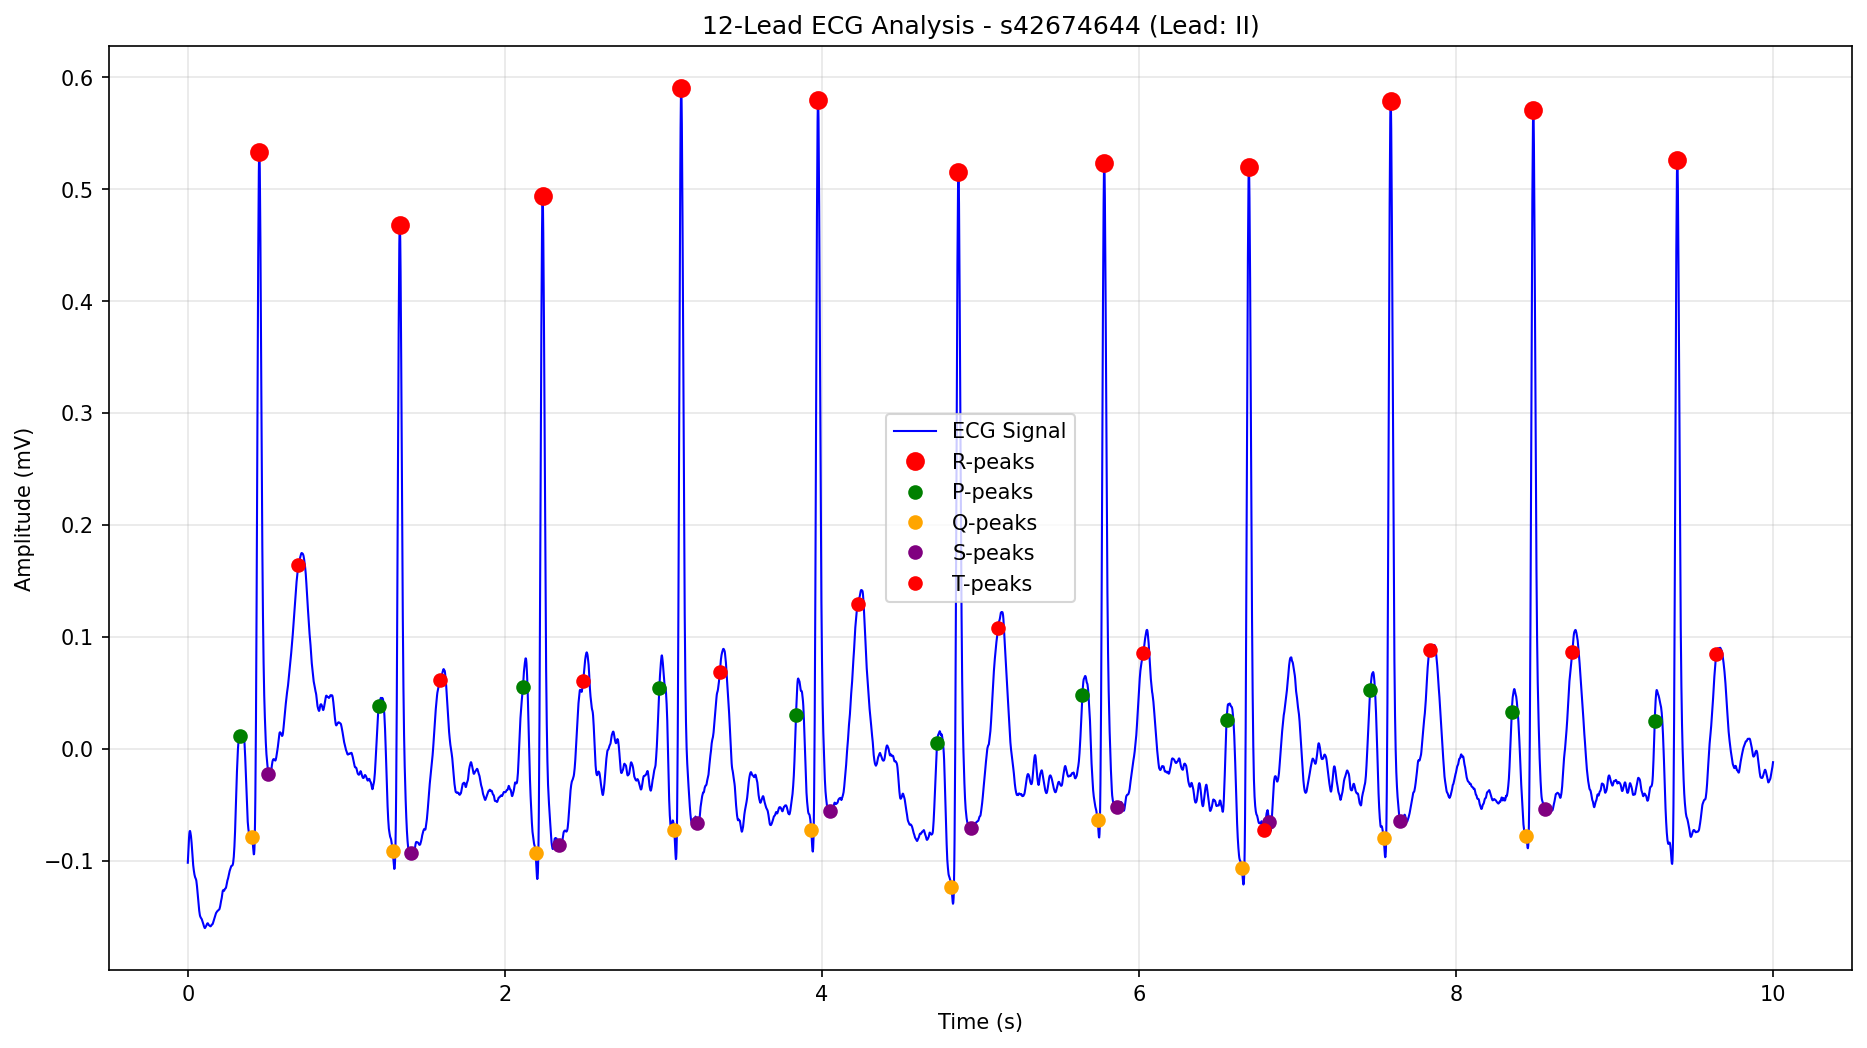 12-Lead ECG Analysis - s42674644 (Lead: II)
Amplitude (mV)
0.6
0.5
0.4
0.3
0.2
0.1
0.0
−0.1
ECG Signal
R-peaks
P-peaks
Q-peaks
S-peaks
T-peaks
0 2 4 6 8 10
Time (s)